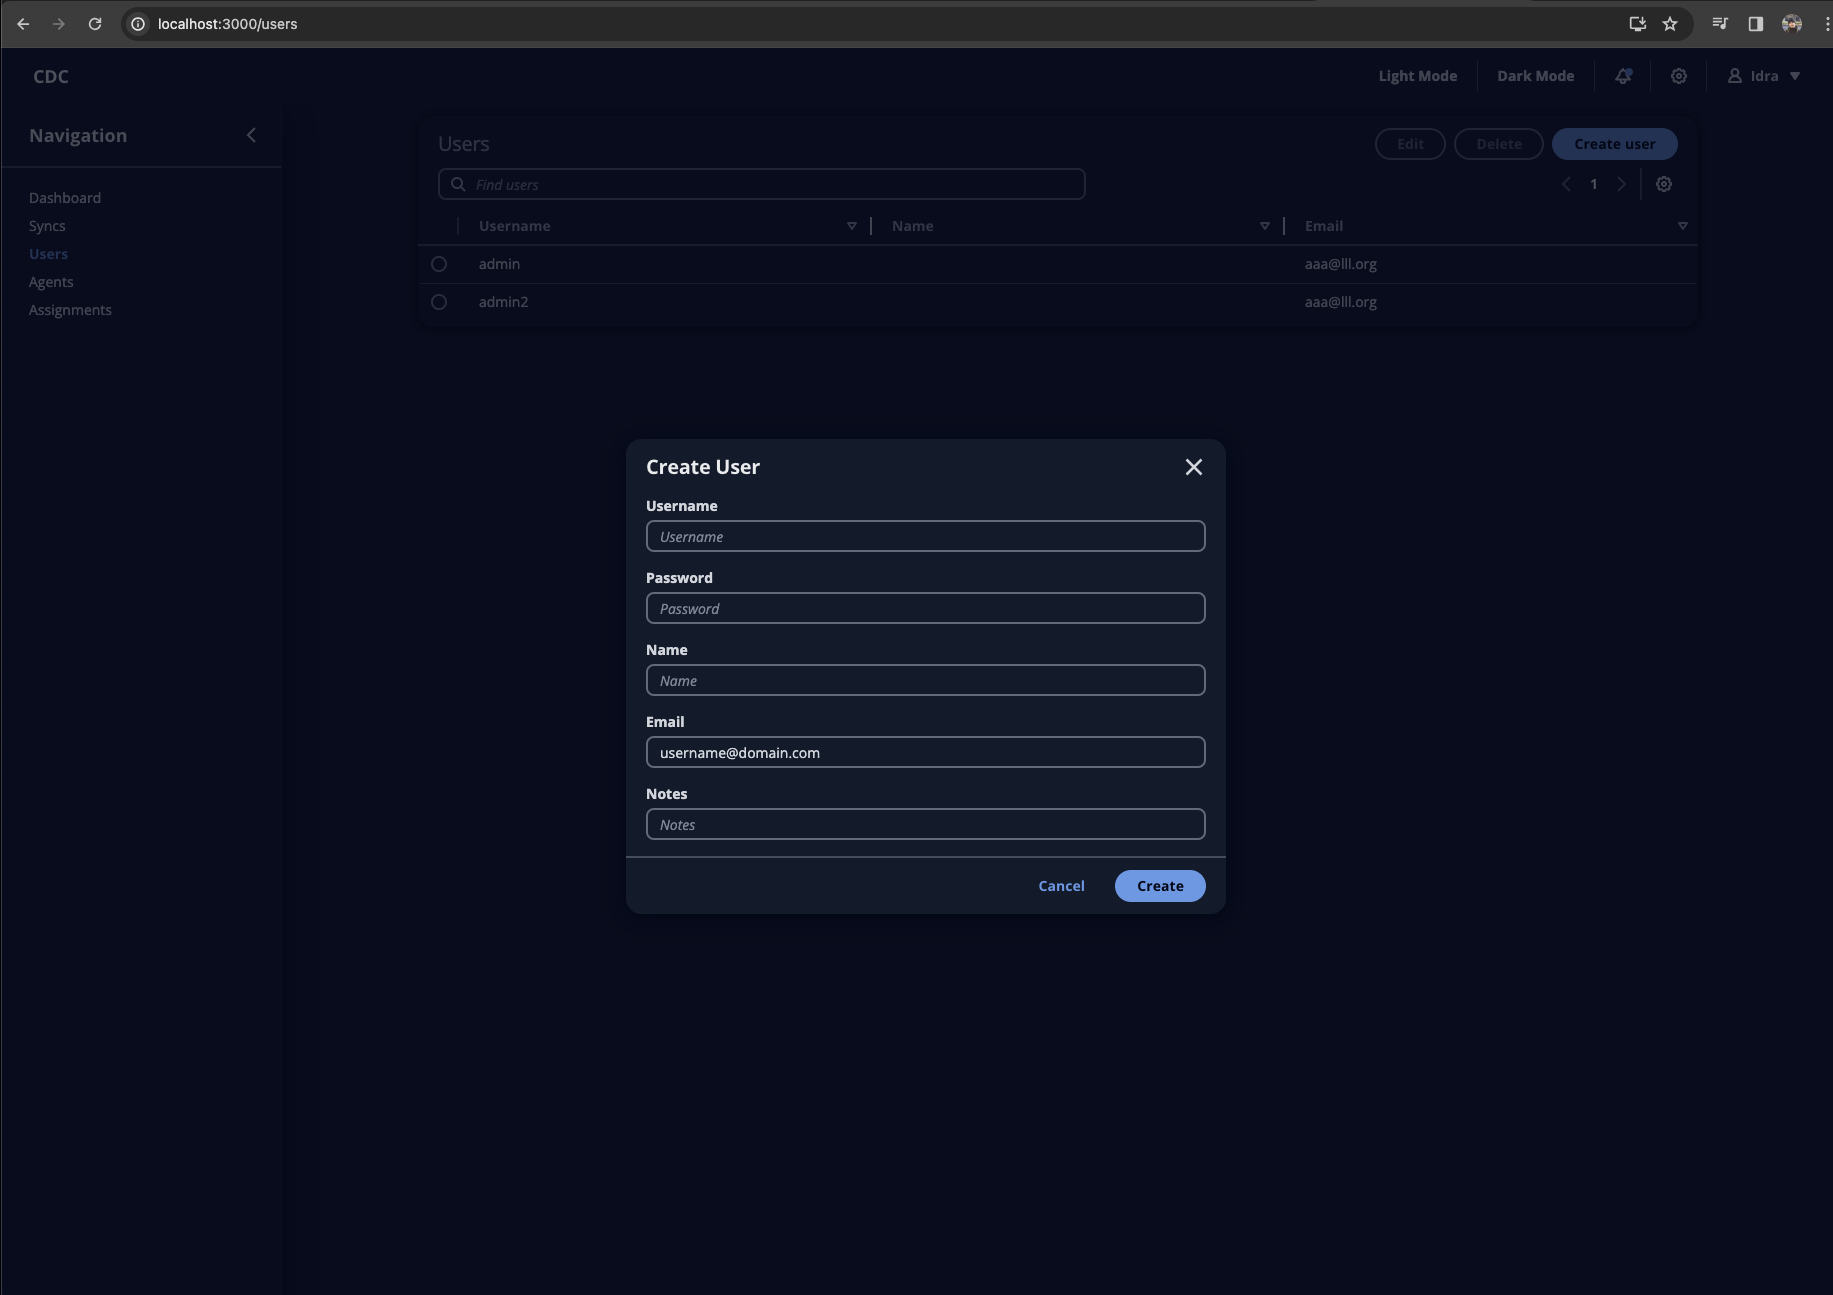 localhost:3000/users
CDC
Light Mode
Dark Mode
Idra
Navigation
Dashboard
Syncs
Users
Agents
Assignments
Users
Edit
Delete
Create user
Find users
1
Username
Name
Email
admin
aaa@lll.org
admin2
aaa@lll.org
Create User
Username
Username
Password
Password
Name
Name
Email
username@domain.com
Notes
Notes
Cancel
Create